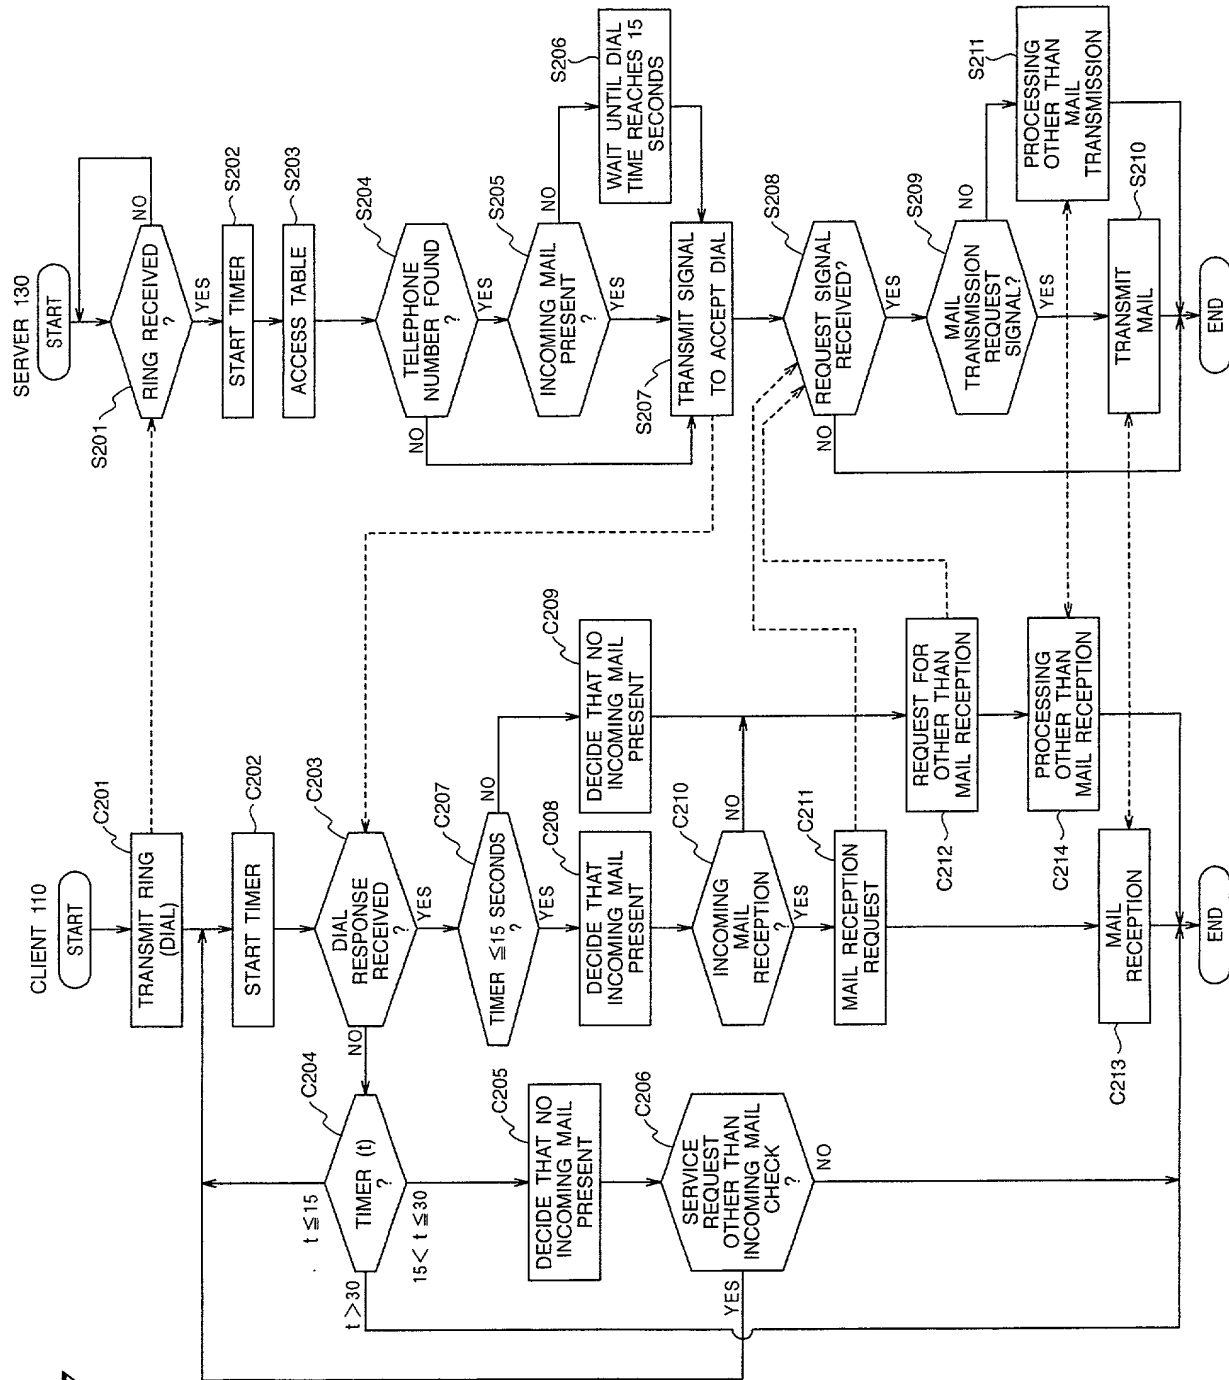 CLIENT 110
START
C201
TRANSMIT RING
(DIAL)
C202
START TIMER
C203
DIAL
RESPONSE
RECEIVED
?
NO
YES
C204
TIMER (t)
?
t ≦15
15< t ≦30
t >30
C205
DECIDE THAT NO
INCOMING MAIL
PRESENT
C206
SERVICE
REQUEST
OTHER THAN
INCOMING MAIL
CHECK
?
YES
NO
C207
TIMER ≦15 SECONDS
?
NO
YES
C208
DECIDE THAT
INCOMING MAIL
PRESENT
C209
DECIDE THAT NO
INCOMING MAIL
PRESENT
C210
INCOMING
MAIL
RECEPTION
?
NO
YES
C211
MAIL RECEPTION
REQUEST
C212
REQUEST FOR
OTHER THAN
MAIL RECEPTION
C214
PROCESSING
OTHER THAN
MAIL RECEPTION
C213
MAIL
RECEPTION
END
SERVER 130
START
S201
RING RECEIVED
?
NO
YES
S202
START TIMER
S203
ACCESS TABLE
S204
TELEPHONE
NUMBER FOUND
?
NO
YES
S205
INCOMING MAIL
PRESENT
?
NO
YES
S206
WAIT UNTIL DIAL
TIME REACHES 15
SECONDS
S207
TRANSMIT SIGNAL
TO ACCEPT DIAL
S208
REQUEST SIGNAL
RECEIVED?
NO
YES
S209
MAIL
TRANSMISSION
REQUEST
SIGNAL?
NO
YES
S211
PROCESSING
OTHER THAN
MAIL
TRANSMISSION
S210
TRANSMIT
MAIL
END